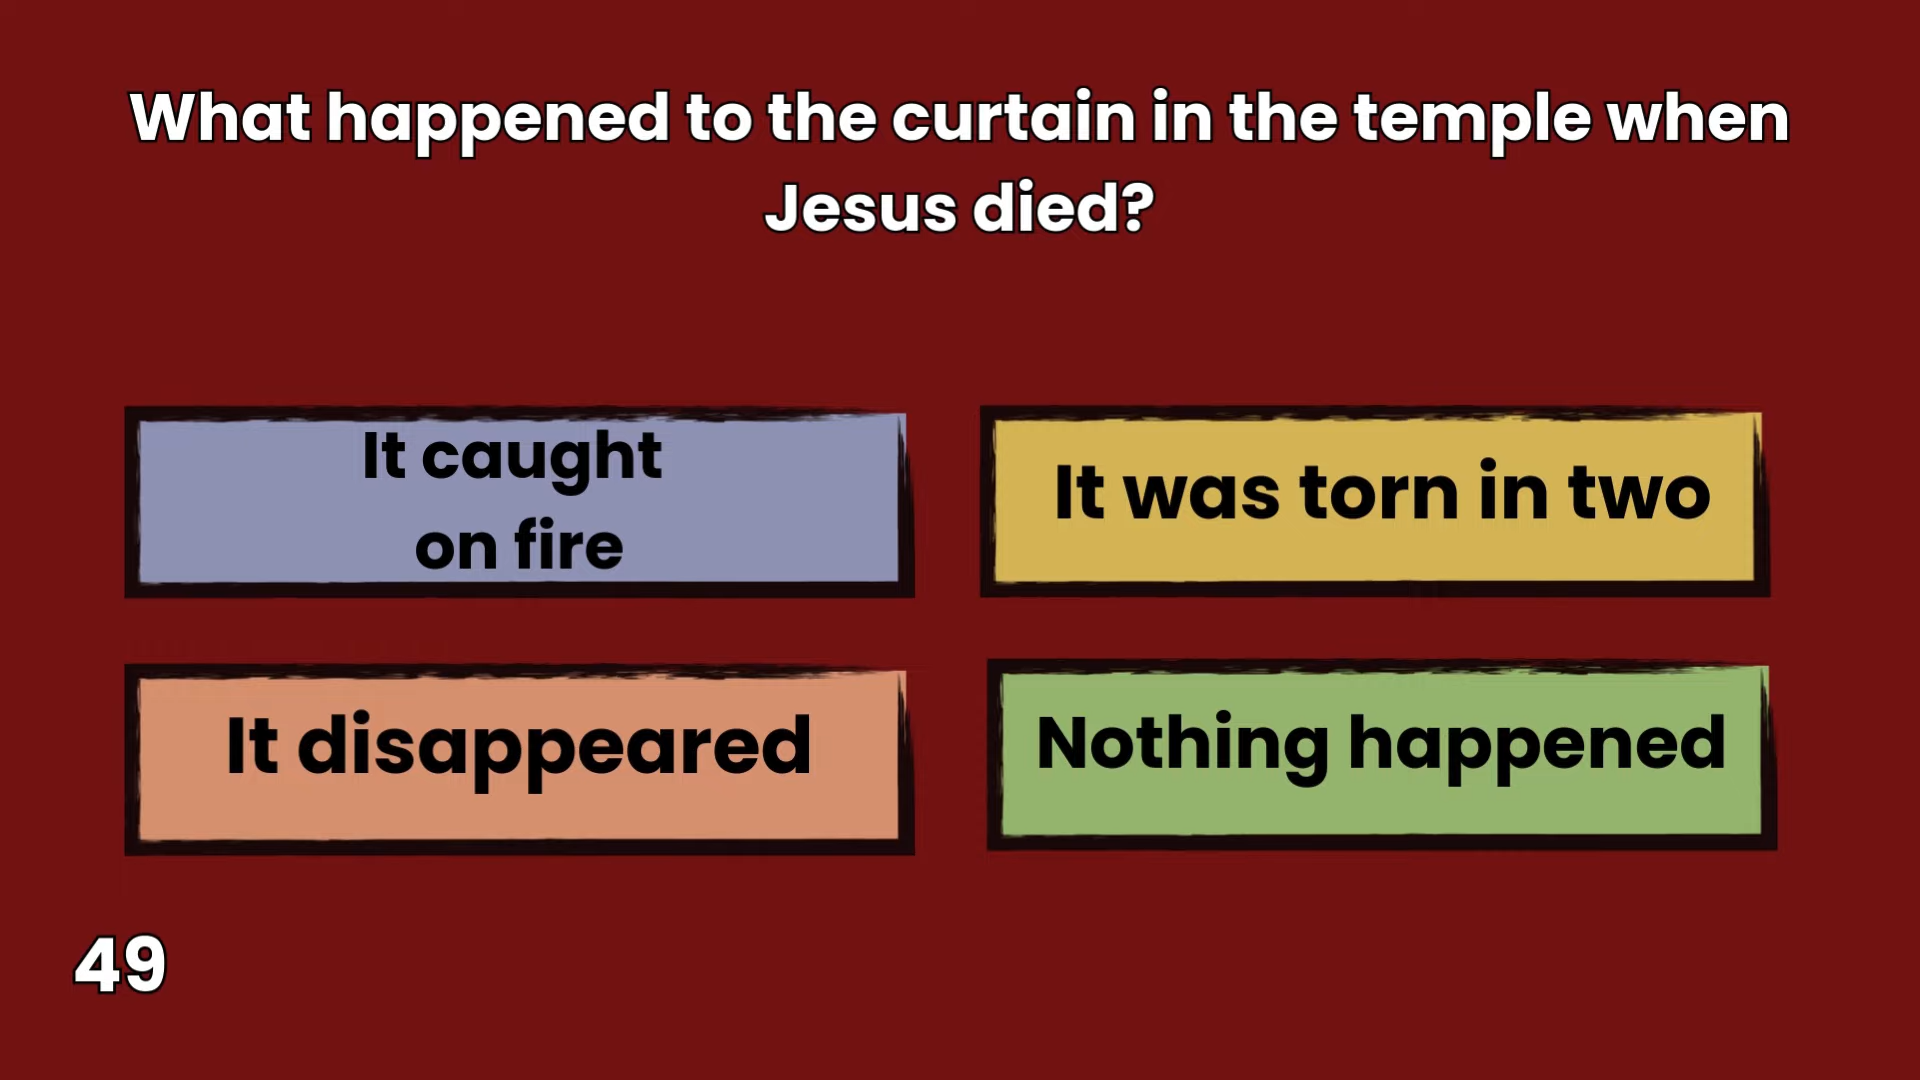 What happened to the curtain in the temple when
Jesus died?
It caught
on fire
It was torn in two
It disappeared
Nothing happened
49